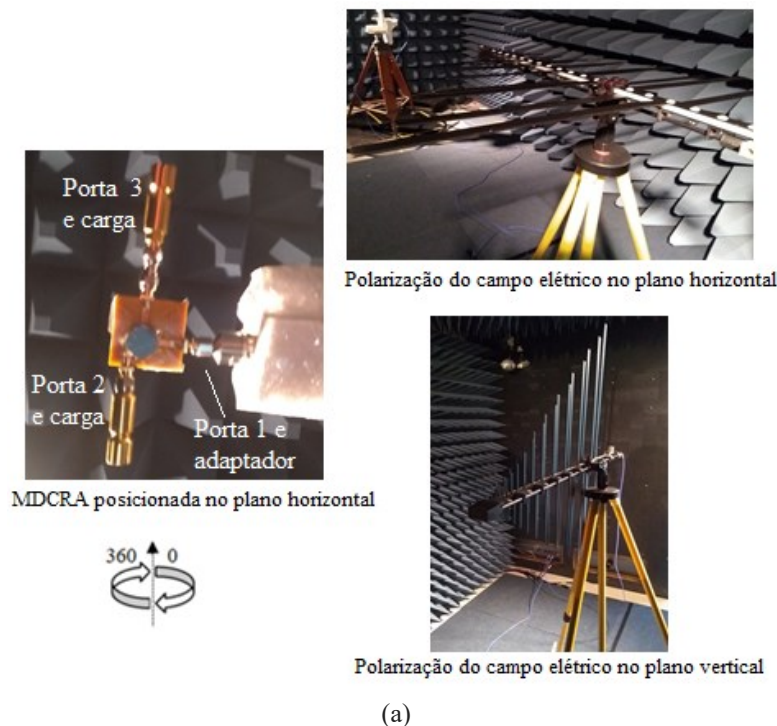 Porta 3
e carga
Porta 2
e carga
Porta 1 e
adaptador
MDCRA posicionada no plano horizontal
360 0
Polarização do campo elétrico no plano horizontal
Polarização do campo elétrico no plano vertical
(a)